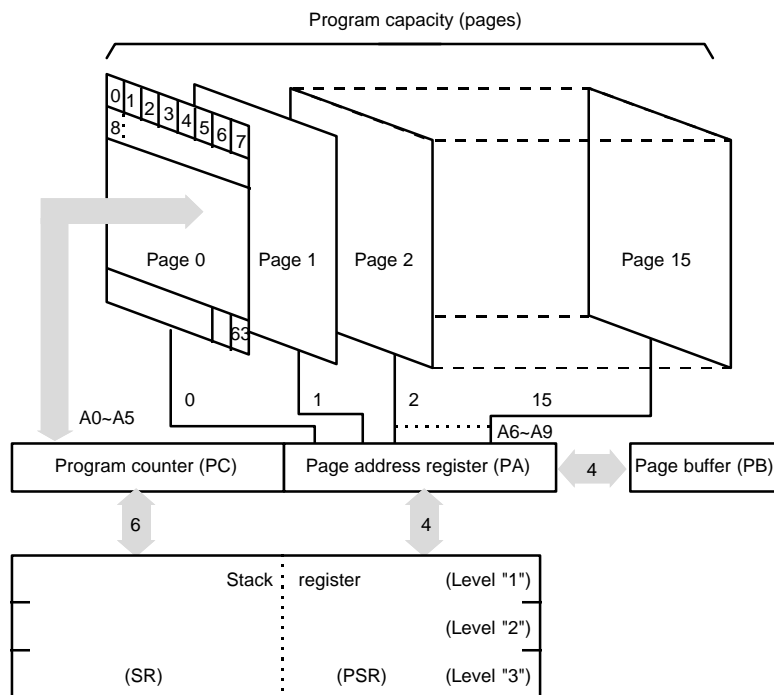 Program capacity (pages)
0 1 2 3 4 5 6 7
8
Page 0
Page 1
Page 2
Page 15
63
0
1
2
15
A0~A5
A6~A9
Program counter (PC)
Page address register (PA)
4
Page buffer (PB)
6
4
Stack register (Level "1")
(Level "2")
(SR) (PSR) (Level "3")